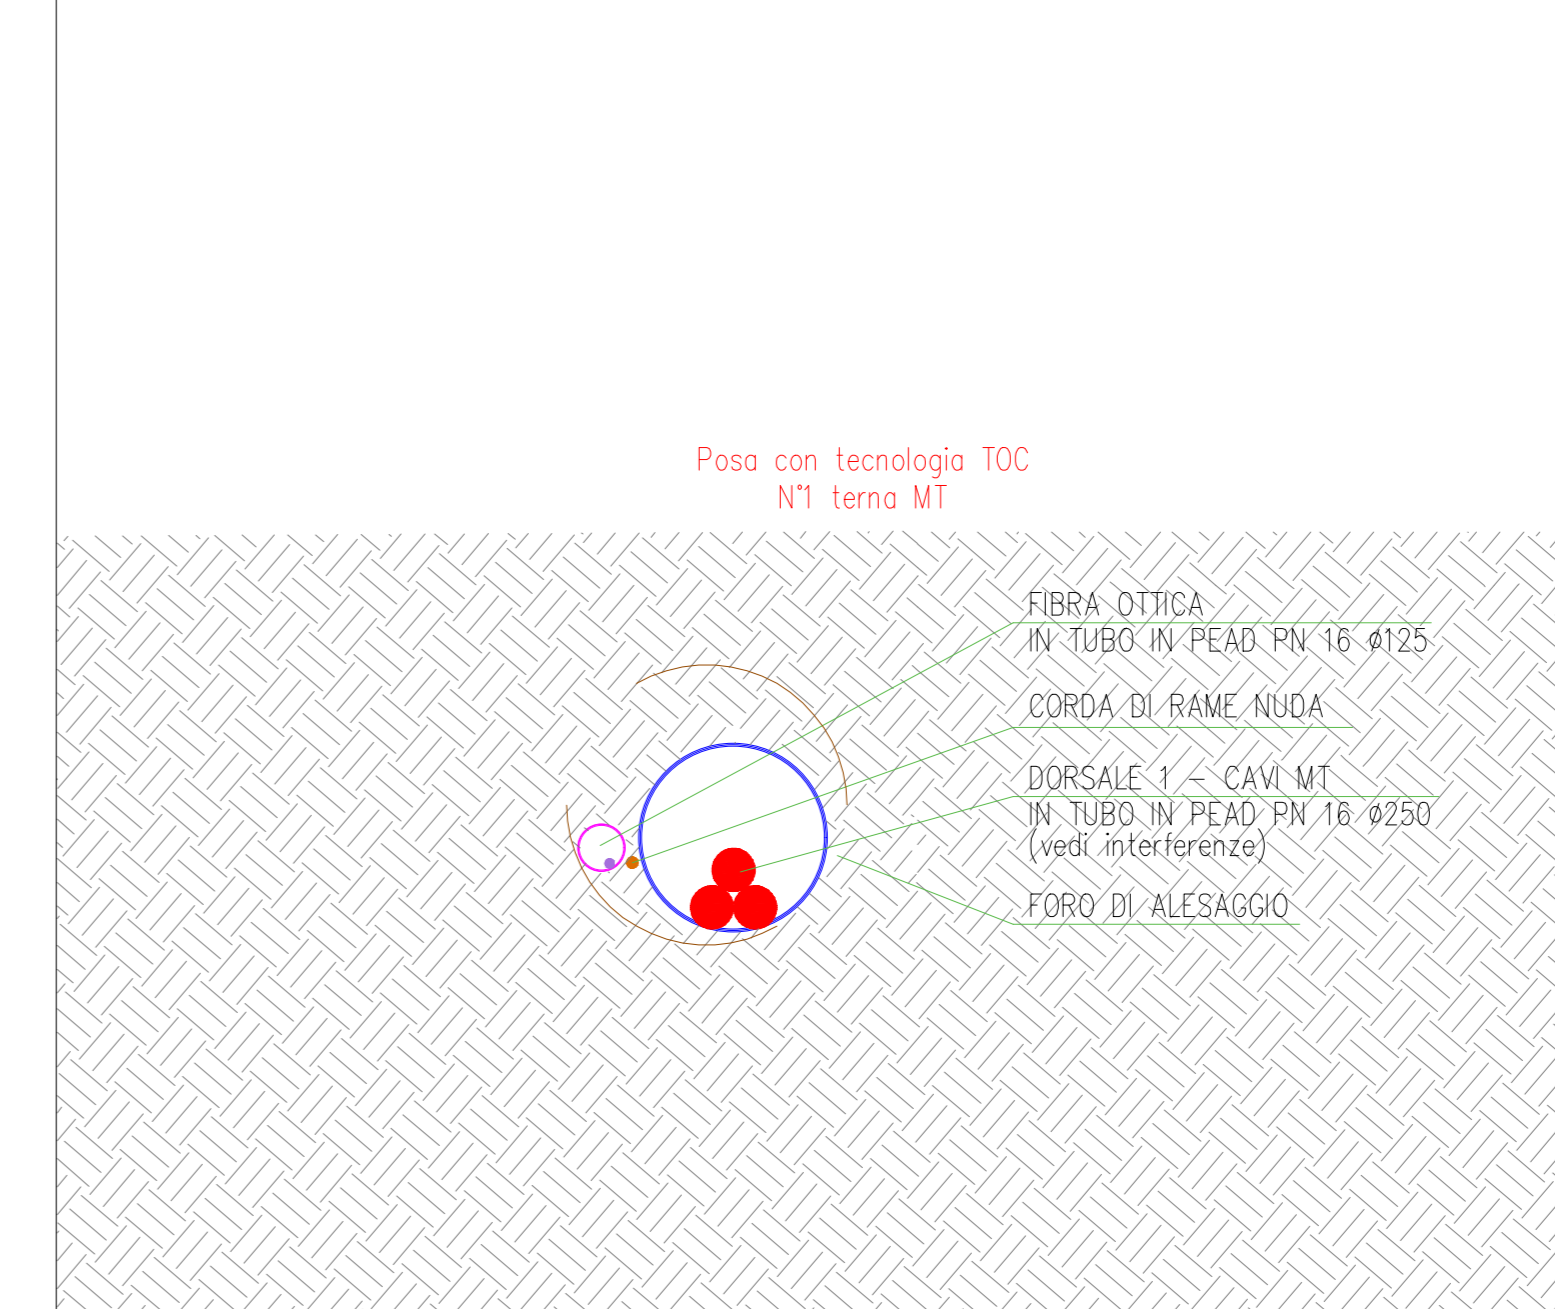 Posa con tecnologia TOC
N°1 terna MT
FIBRA OTTICA
IN TUBO IN PEAD PN 16 ø125
CORDA DI RAME NUDA
DORSALE 1 – CAVI MT
IN TUBO IN PEAD PN 16 ø250
(vedi interferenze)
FORO DI ALESAGGIO